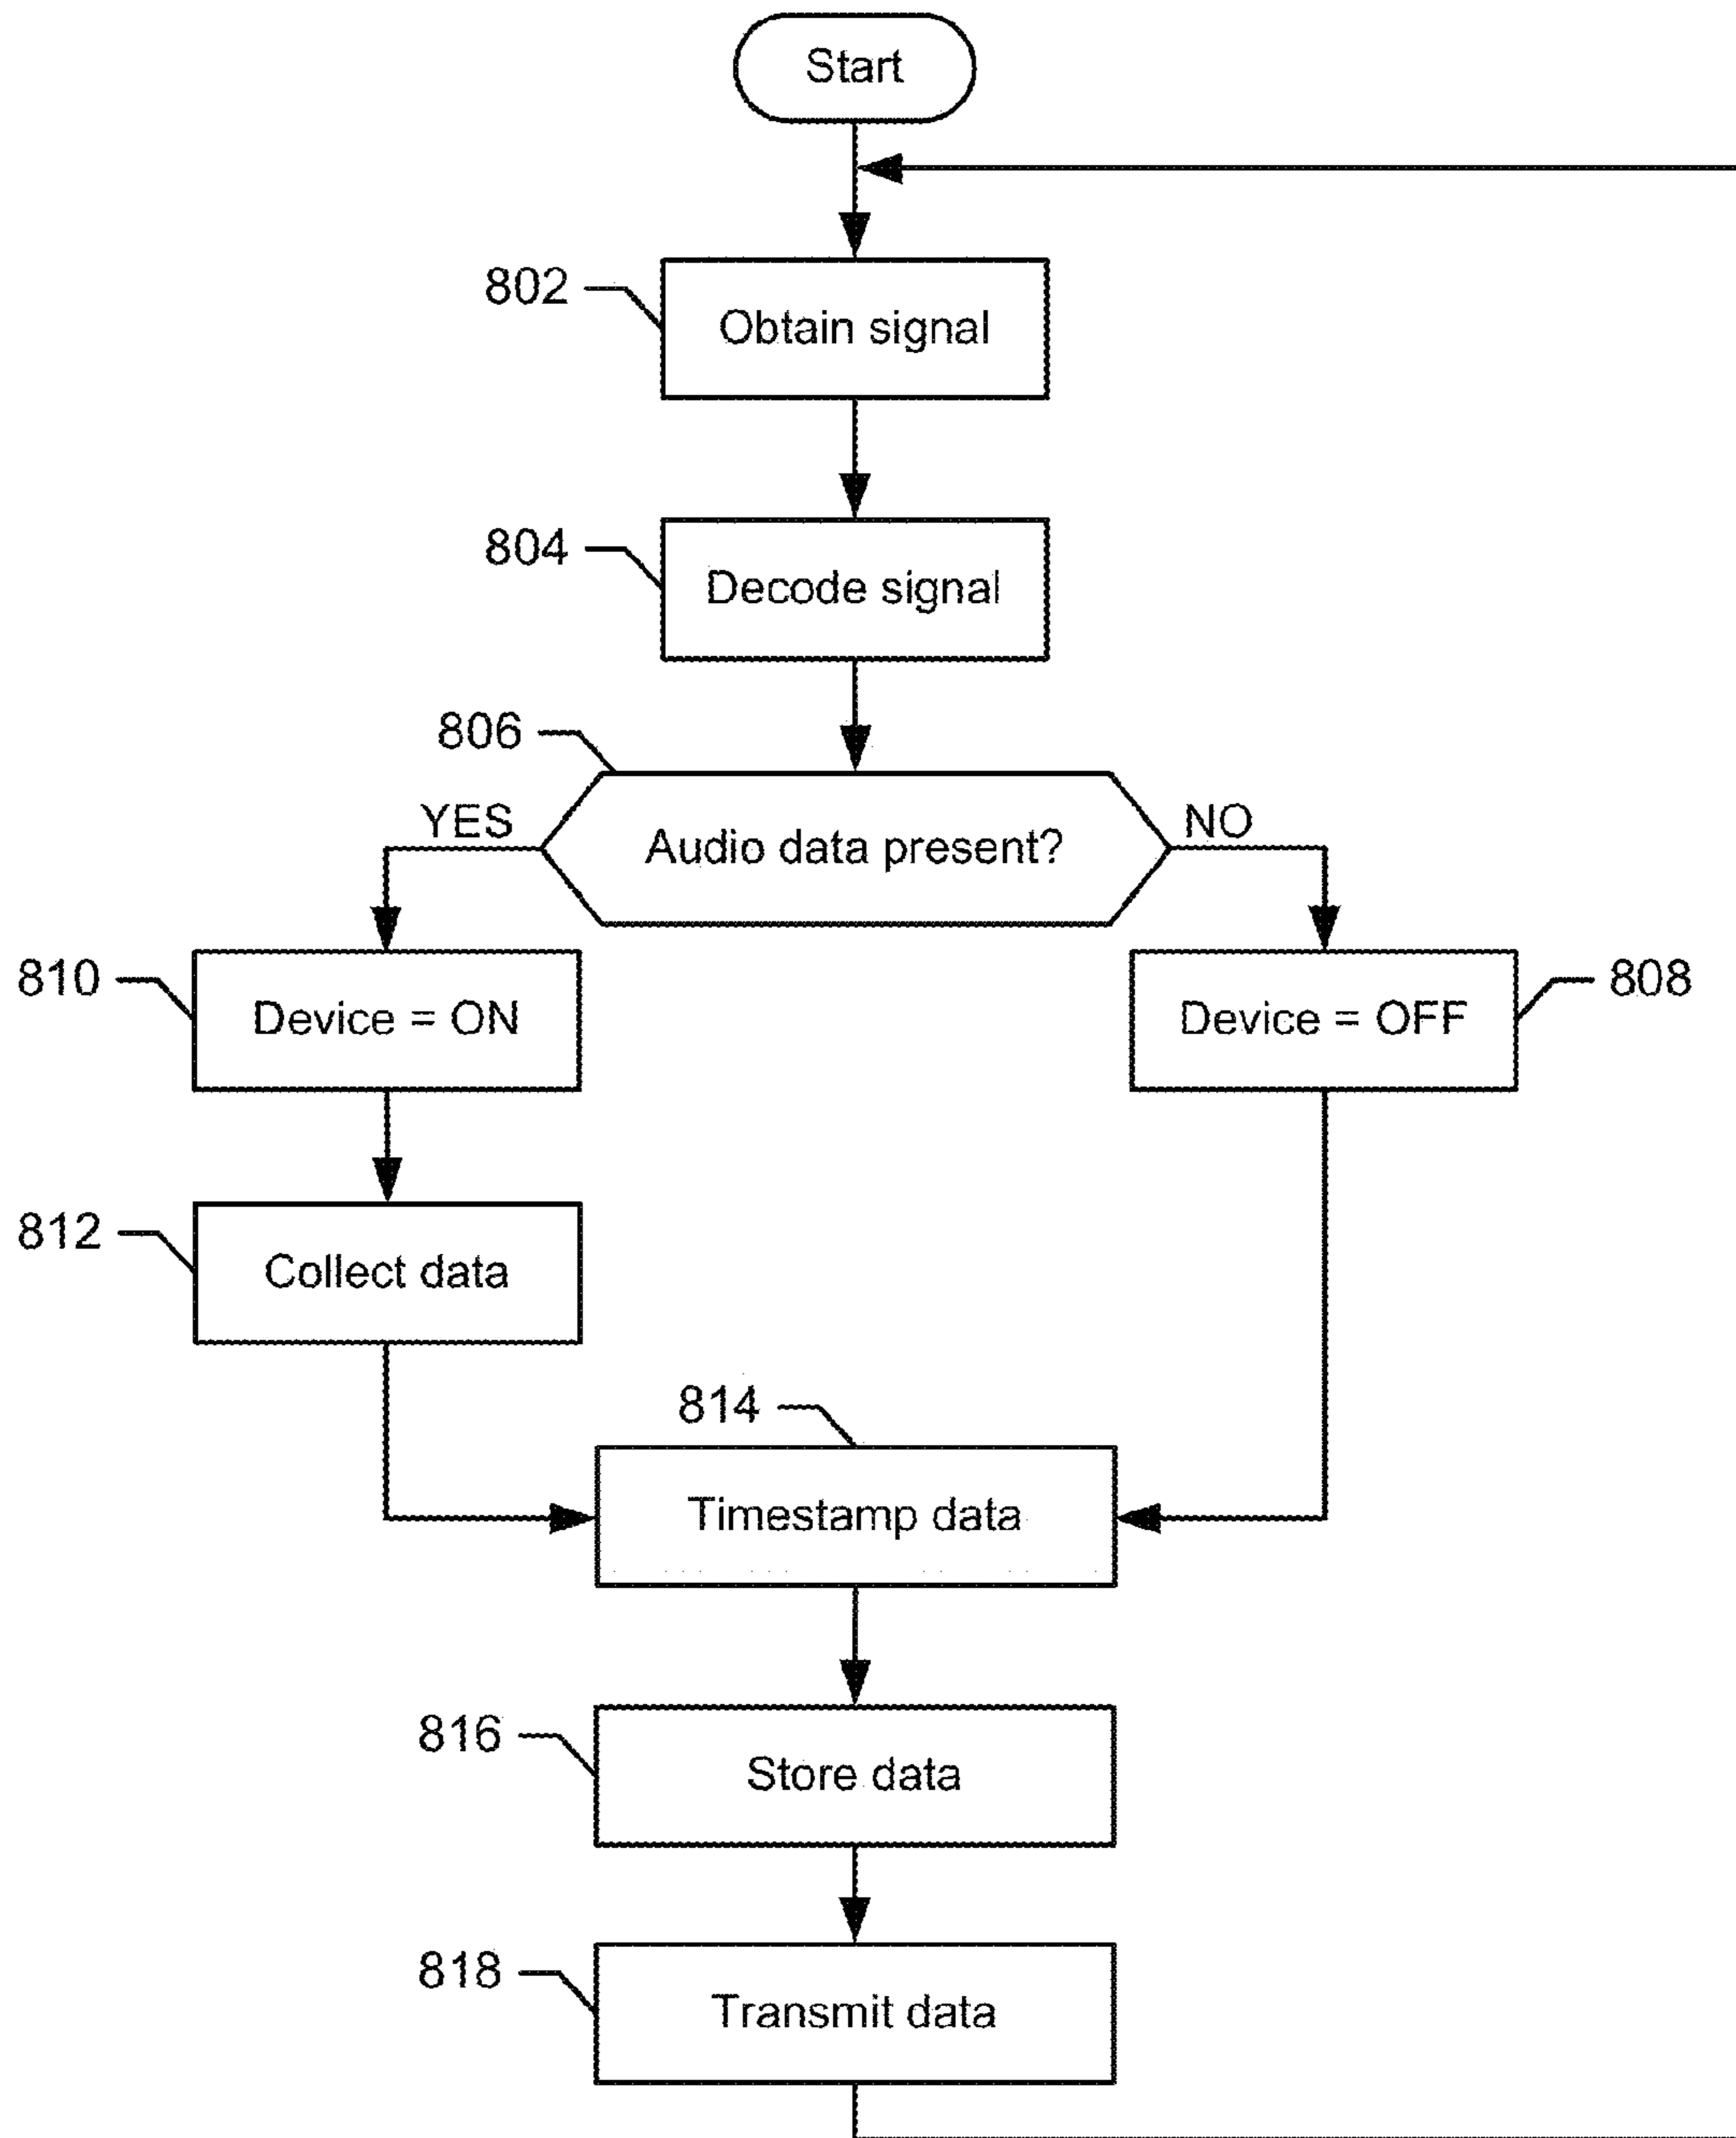 Start
802
Obtain signal
804
Decode signal
806
YES
Audio data present?
NO
810
Device = ON
Device = OFF
808
812
Collect data
814
Timestamp data
816
Store data
818
Transmit data